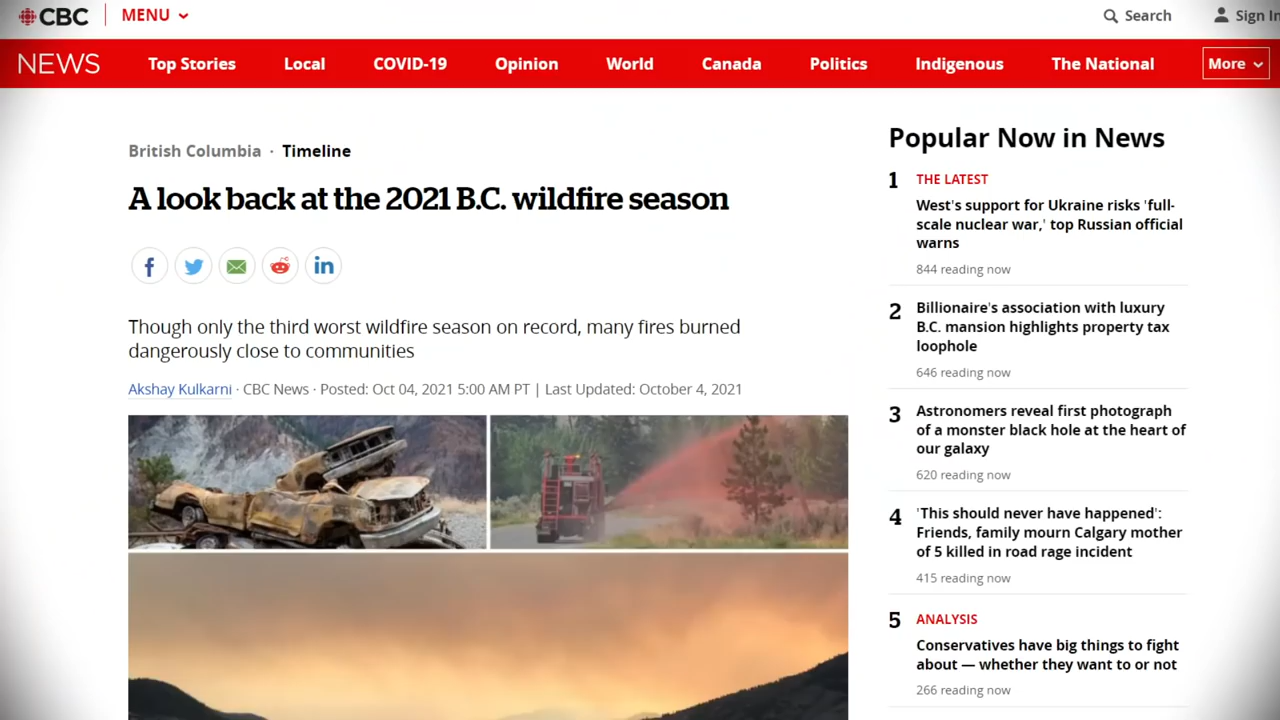 CBC
MENU
Search
Sign In
NEWS
Top Stories
Local
COVID-19
Opinion
World
Canada
Politics
Indigenous
The National
More
British Columbia · Timeline
A look back at the 2021 B.C. wildfire season
Though only the third worst wildfire season on record, many fires burned
dangerously close to communities
Akshay Kulkarni · CBC News · Posted: Oct 04, 2021 5:00 AM PT | Last Updated: October 4, 2021
Popular Now in News
1
THE LATEST
West's support for Ukraine risks 'full-
scale nuclear war,' top Russian official
warns
844 reading now
2
Billionaire's association with luxury
B.C. mansion highlights property tax
loophole
646 reading now
3
Astronomers reveal first photograph
of a monster black hole at the heart of
our galaxy
620 reading now
4
'This should never have happened':
Friends, family mourn Calgary mother
of 5 killed in road rage incident
415 reading now
5
ANALYSIS
Conservatives have big things to fight
about — whether they want to or not
266 reading now